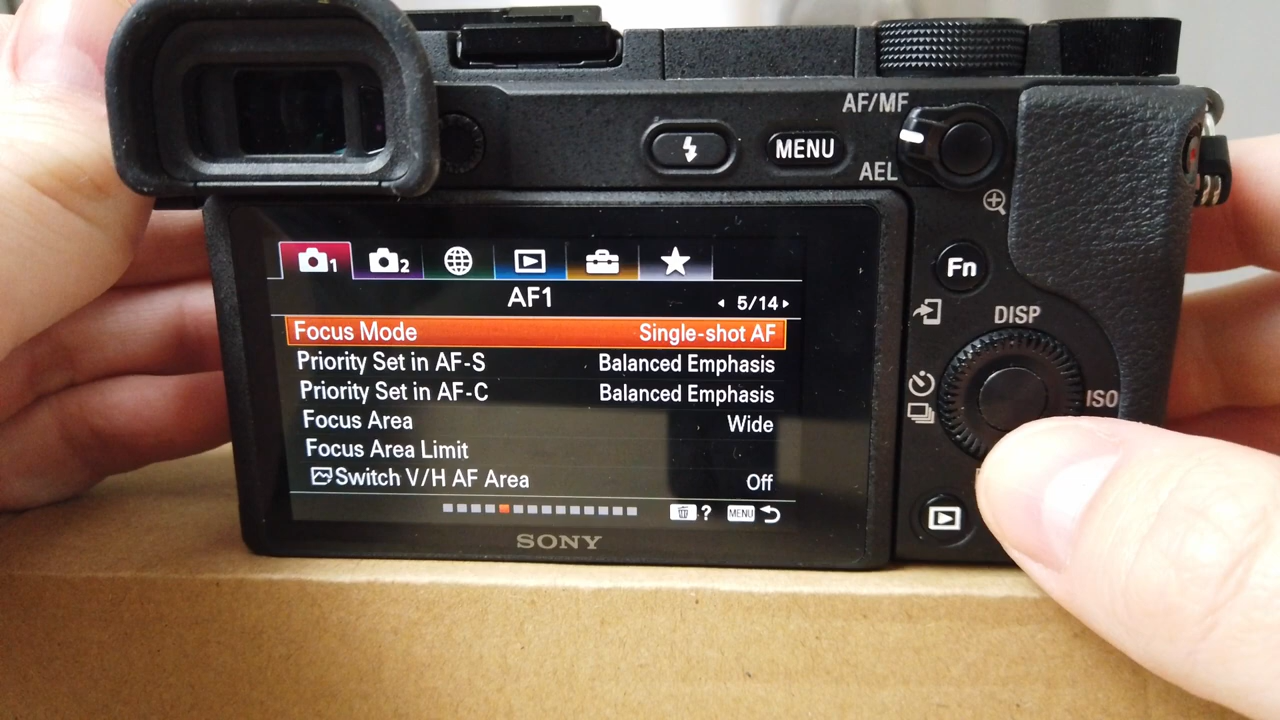 AF/MF
MENU
AEL
1
2
AF1
5/14
Fn
Focus Mode Single-shot AF
DISP
Priority Set in AF-S Balanced Emphasis
Priority Set in AF-C Balanced Emphasis
ISO
Focus Area Wide
Focus Area Limit
Switch V/H AF Area Off
? MENU
SONY